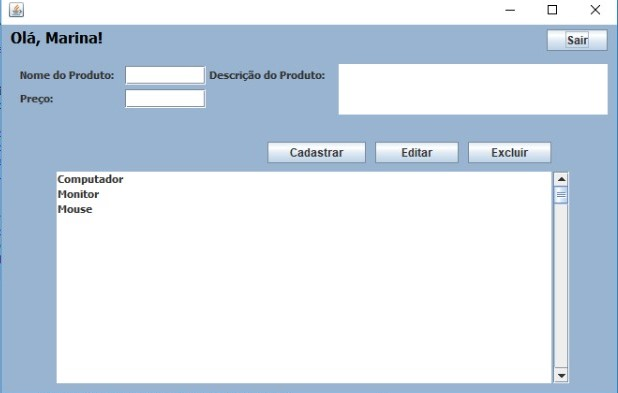 Olá, Marina!
Sair
Nome do Produto:
Descrição do Produto:
Preço:
Cadastrar
Editar
Excluir
Computador
Monitor
Mouse